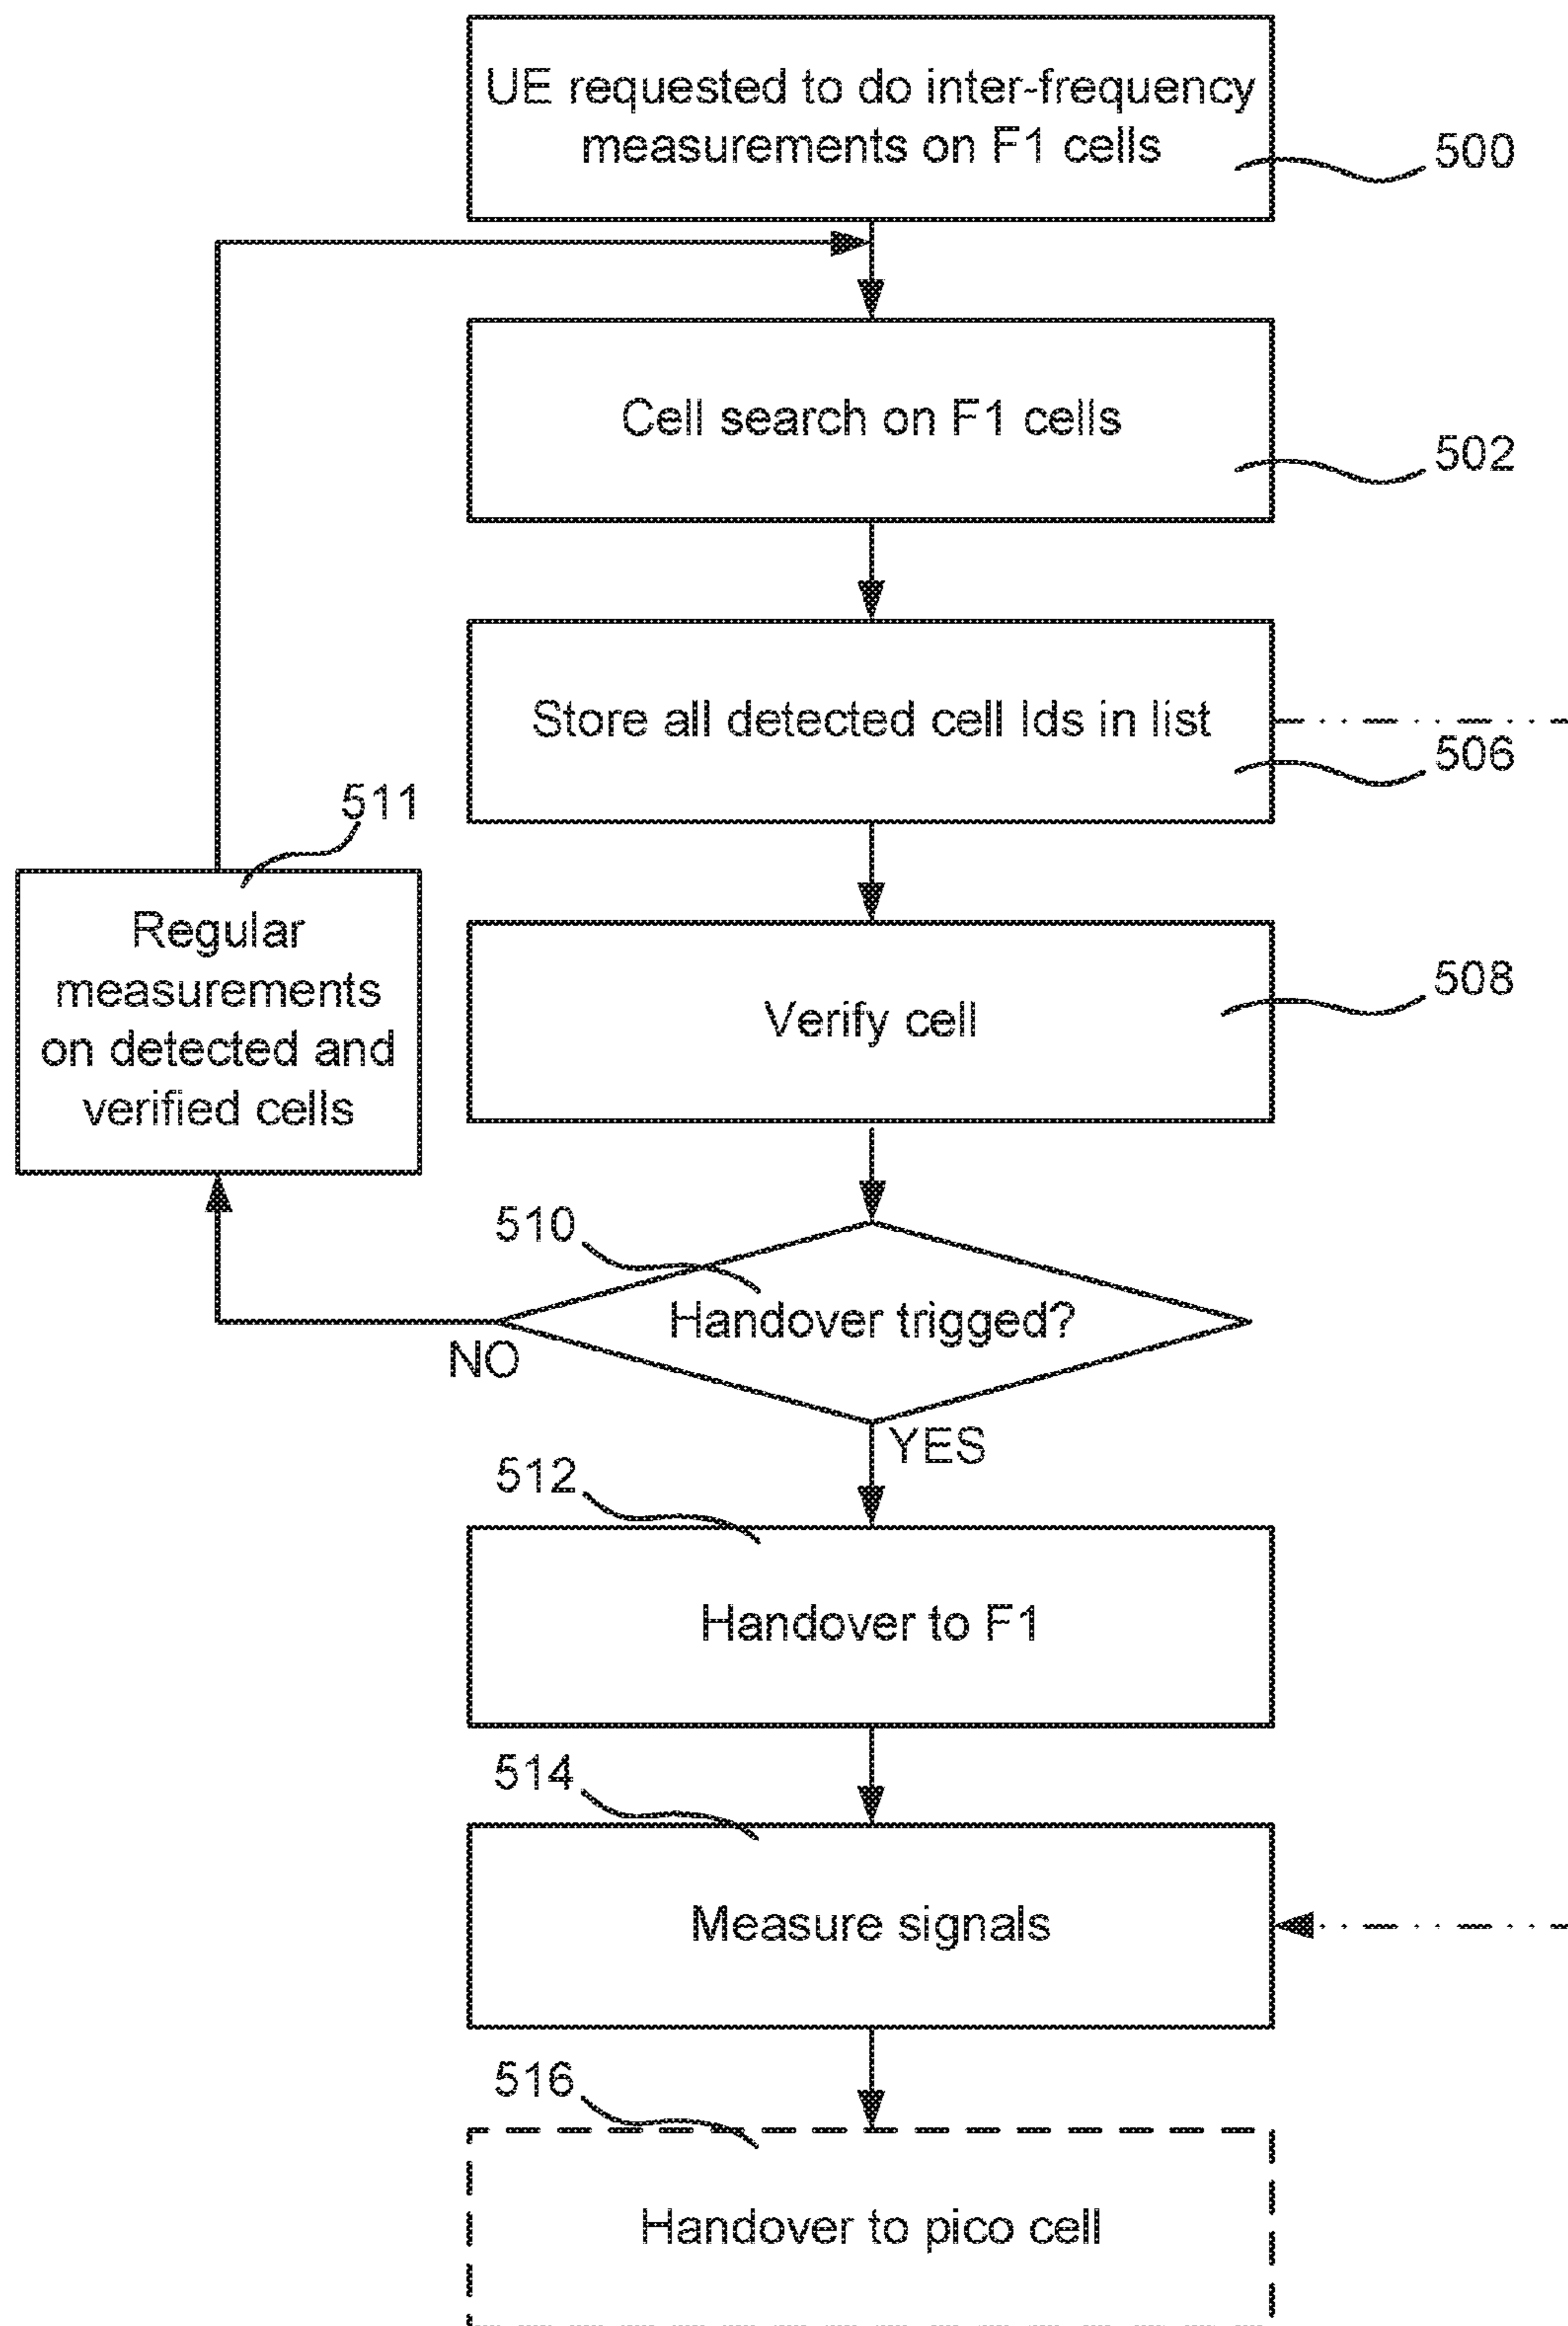 UE requested to do inter-frequency
measurements on F1 cells
500
Cell search on F1 cells
502
Store all detected cell Ids in list
506
511
Regular
measurements
on detected and
verified cells
Verify cell
508
510
Handover trigged?
NO
YES
512
Handover to F1
514
Measure signals
516
Handover to pico cell